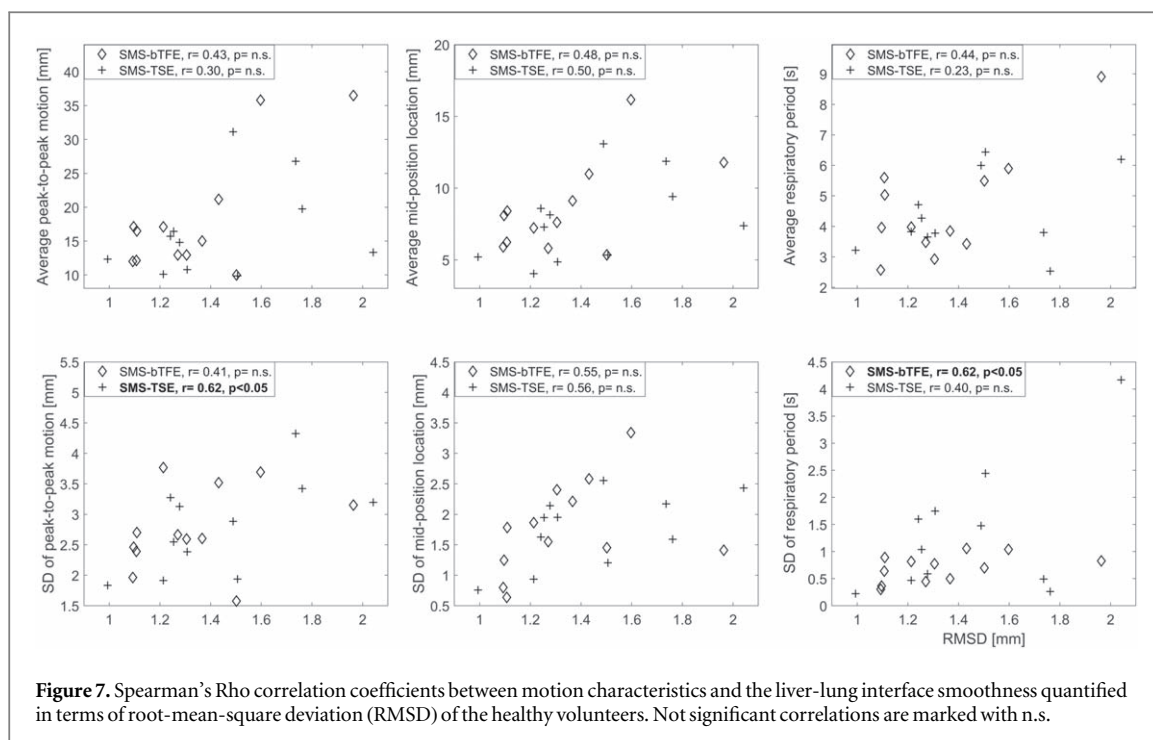 ◇ SMS-bTFE, r= 0.43, p= n.s.
+ SMS-TSE, r= 0.30, p= n.s.
Average peak-to-peak motion [mm]
40
35
30
25
20
15
10
1 1.2 1.4 1.6 1.8 2
◇ SMS-bTFE, r= 0.48, p= n.s.
+ SMS-TSE, r= 0.50, p= n.s.
Average mid-position location [mm]
20
15
10
5
1 1.2 1.4 1.6 1.8 2
◇ SMS-bTFE, r= 0.44, p= n.s.
+ SMS-TSE, r= 0.23, p= n.s.
Average respiratory period [s]
9
8
7
6
5
4
3
2
1 1.2 1.4 1.6 1.8 2
◇ SMS-bTFE, r= 0.41, p= n.s.
+ SMS-TSE, r= 0.62, p<0.05
SD of peak-to-peak motion [mm]
5.5
5
4.5
4
3.5
3
2.5
2
1.5
1 1.2 1.4 1.6 1.8 2
◇ SMS-bTFE, r= 0.55, p= n.s.
+ SMS-TSE, r= 0.56, p= n.s.
SD of mid-position location [mm]
4.5
4
3.5
3
2.5
2
1.5
1
0.5
1 1.2 1.4 1.6 1.8 2
◇ SMS-bTFE, r= 0.62, p<0.05
+ SMS-TSE, r= 0.40, p= n.s.
SD of respiratory period [s]
4.5
4
3.5
3
2.5
2
1.5
1
0.5
0
1 1.2 1.4 1.6 1.8 2
RMSD [mm]
Figure 7. Spearman's Rho correlation coefficients between motion characteristics and the liver-lung interface smoothness quantified
in terms of root-mean-square deviation (RMSD) of the healthy volunteers. Not significant correlations are marked with n.s.